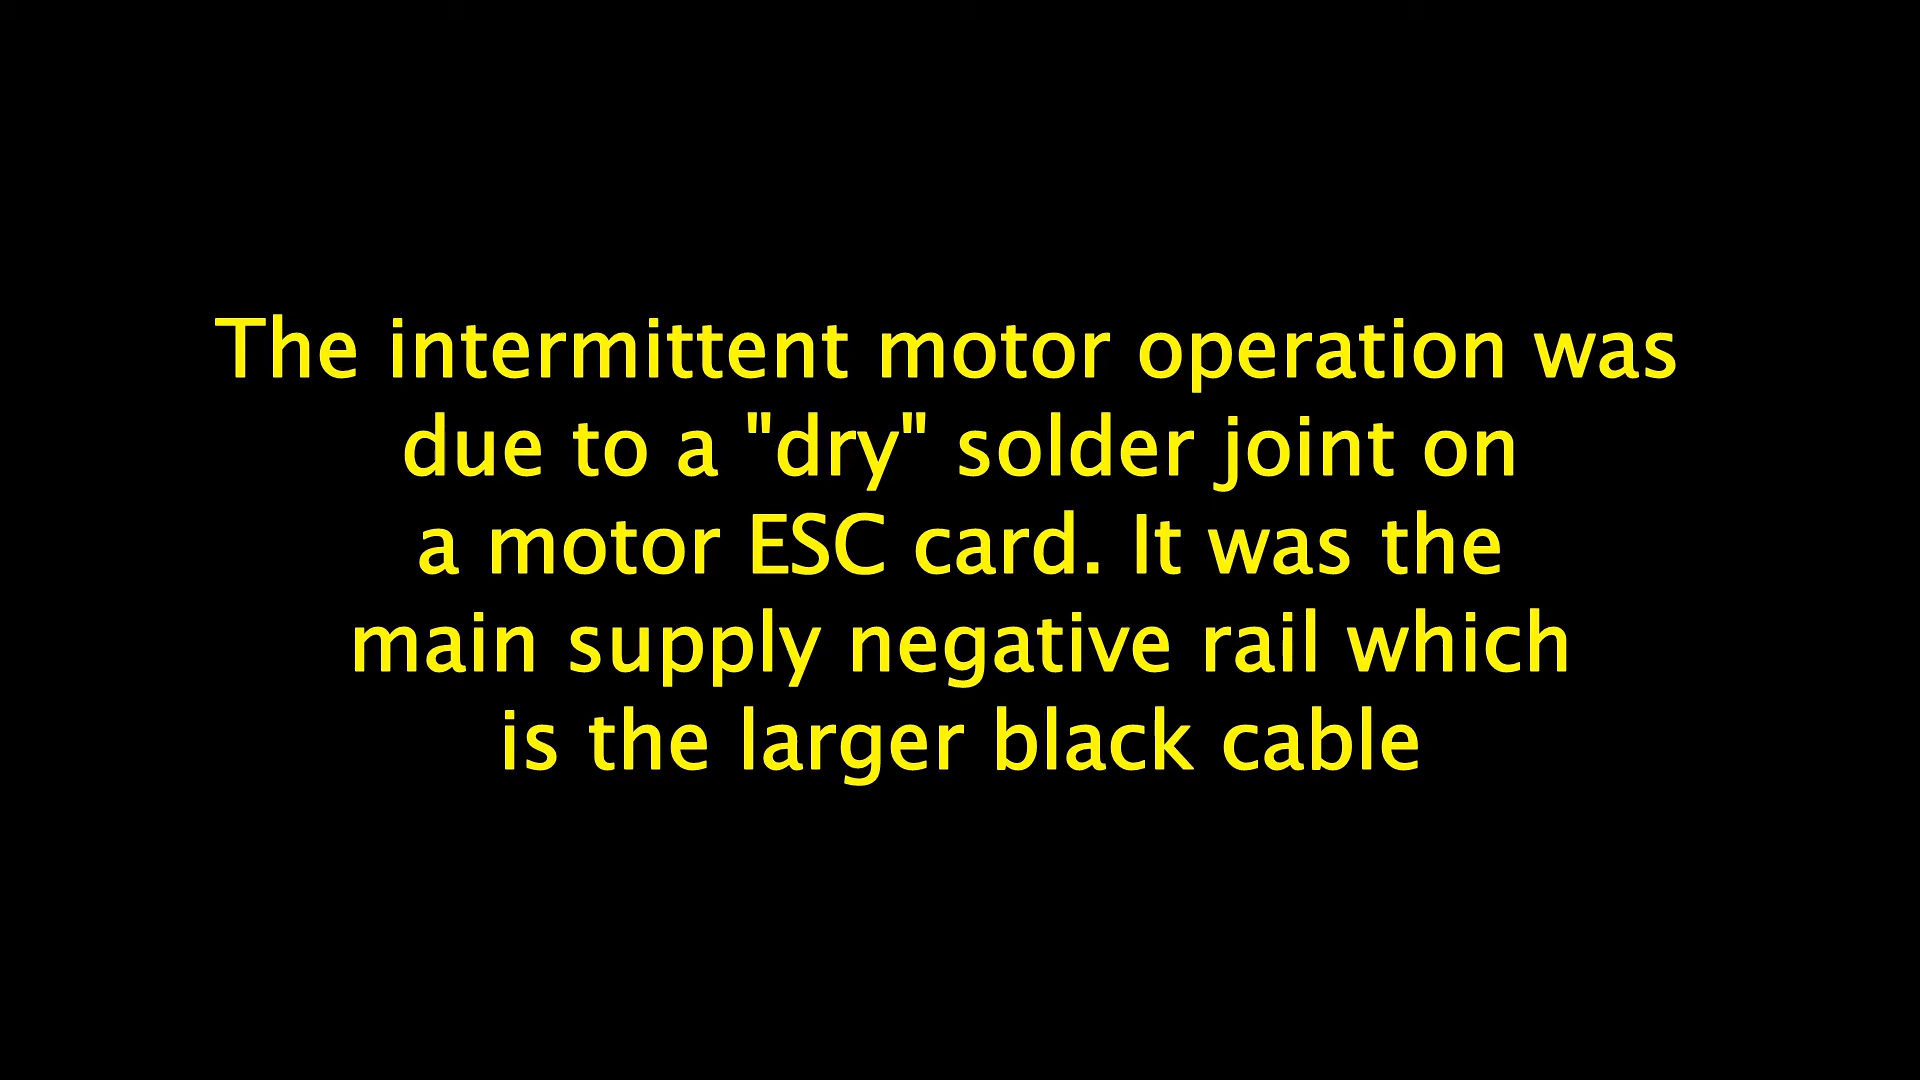 The intermittent motor operation was
due to a "dry" solder joint on
a motor ESC card. It was the
main supply negative rail which
is the larger black cable